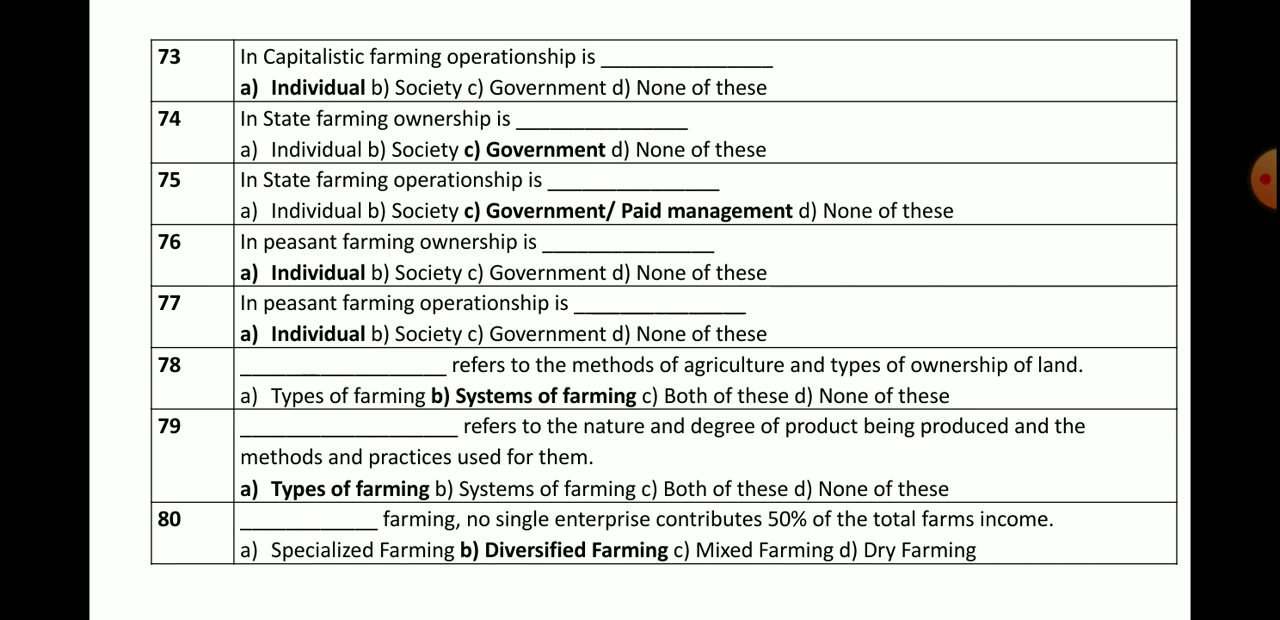 73 In Capitalistic farming operationship is _______________
a) Individual b) Society c) Government d) None of these
74 In State farming ownership is _______________
a) Individual b) Society c) Government d) None of these
75 In State farming operationship is _______________
a) Individual b) Society c) Government/ Paid management d) None of these
76 In peasant farming ownership is _______________
a) Individual b) Society c) Government d) None of these
77 In peasant farming operationship is _______________
a) Individual b) Society c) Government d) None of these
78 __________________ refers to the methods of agriculture and types of ownership of land.
a) Types of farming b) Systems of farming c) Both of these d) None of these
79 ___________________ refers to the nature and degree of product being produced and the
methods and practices used for them.
a) Types of farming b) Systems of farming c) Both of these d) None of these
80 ____________ farming, no single enterprise contributes 50% of the total farms income.
a) Specialized Farming b) Diversified Farming c) Mixed Farming d) Dry Farming